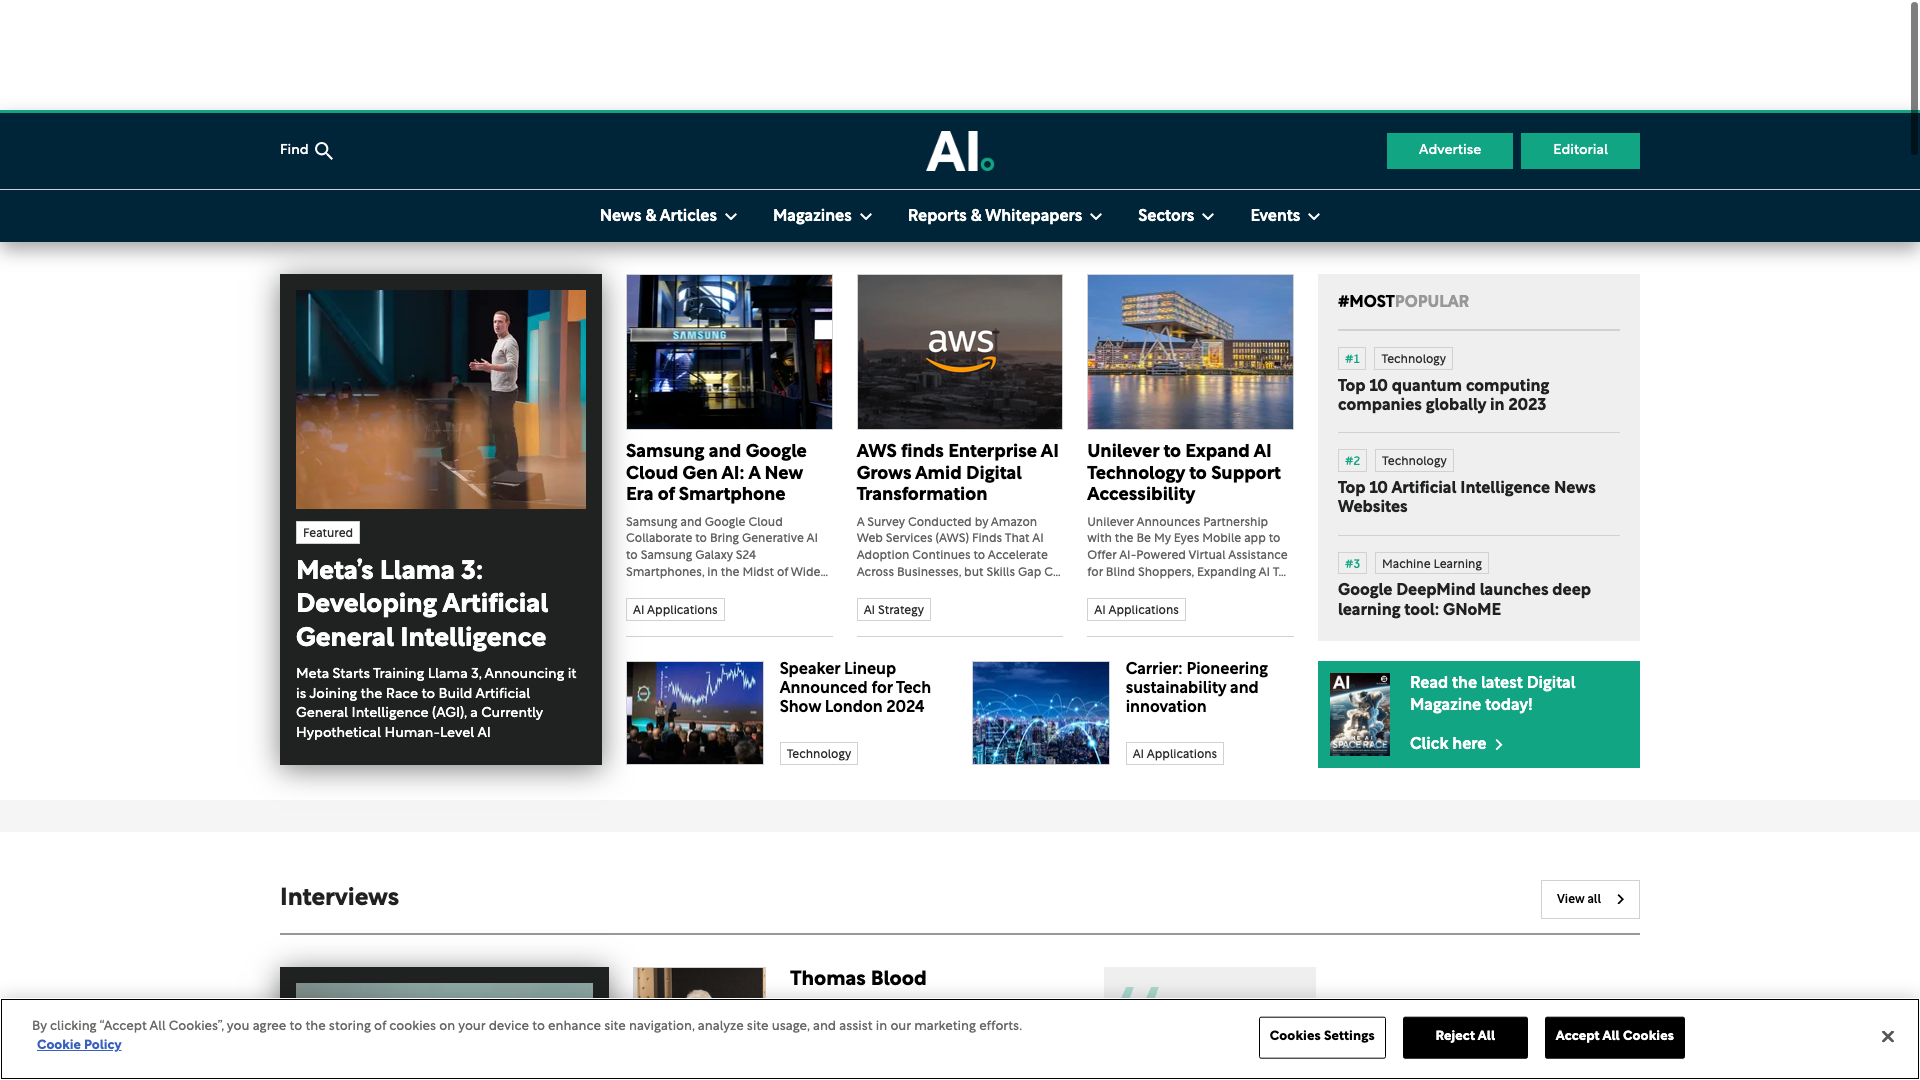 Find
AI
Advertise
Editorial
News & Articles
Magazines
Reports & Whitepapers
Sectors
Events
Featured
Meta’s Llama 3:
Developing Artificial
General Intelligence
Meta Starts Training Llama 3, Announcing it
is Joining the Race to Build Artificial
General Intelligence (AGI), a Currently
Hypothetical Human-Level AI
SAMSUNG
Samsung and Google
Cloud Gen AI: A New
Era of Smartphone
Samsung and Google Cloud
Collaborate to Bring Generative AI
to Samsung Galaxy S24
Smartphones, in the Midst of Wide...
AI Applications
aws
AWS finds Enterprise AI
Grows Amid Digital
Transformation
A Survey Conducted by Amazon
Web Services (AWS) Finds That AI
Adoption Continues to Accelerate
Across Businesses, but Skills Gap C...
AI Strategy
Unilever to Expand AI
Technology to Support
Accessibility
Unilever Announces Partnership
with the Be My Eyes Mobile app to
Offer AI-Powered Virtual Assistance
for Blind Shoppers, Expanding AI T...
AI Applications
Speaker Lineup
Announced for Tech
Show London 2024
Technology
Carrier: Pioneering
sustainability and
innovation
AI Applications
#MOSTPOPULAR
#1 Technology
Top 10 quantum computing
companies globally in 2023
#2 Technology
Top 10 Artificial Intelligence News
Websites
#3 Machine Learning
Google DeepMind launches deep
learning tool: GNoME
AI
SPACE RACE
Read the latest Digital
Magazine today!
Click here
Interviews
View all
Thomas Blood
By clicking “Accept All Cookies”, you agree to the storing of cookies on your device to enhance site navigation, analyze site usage, and assist in our marketing efforts.
Cookie Policy
Cookies Settings
Reject All
Accept All Cookies